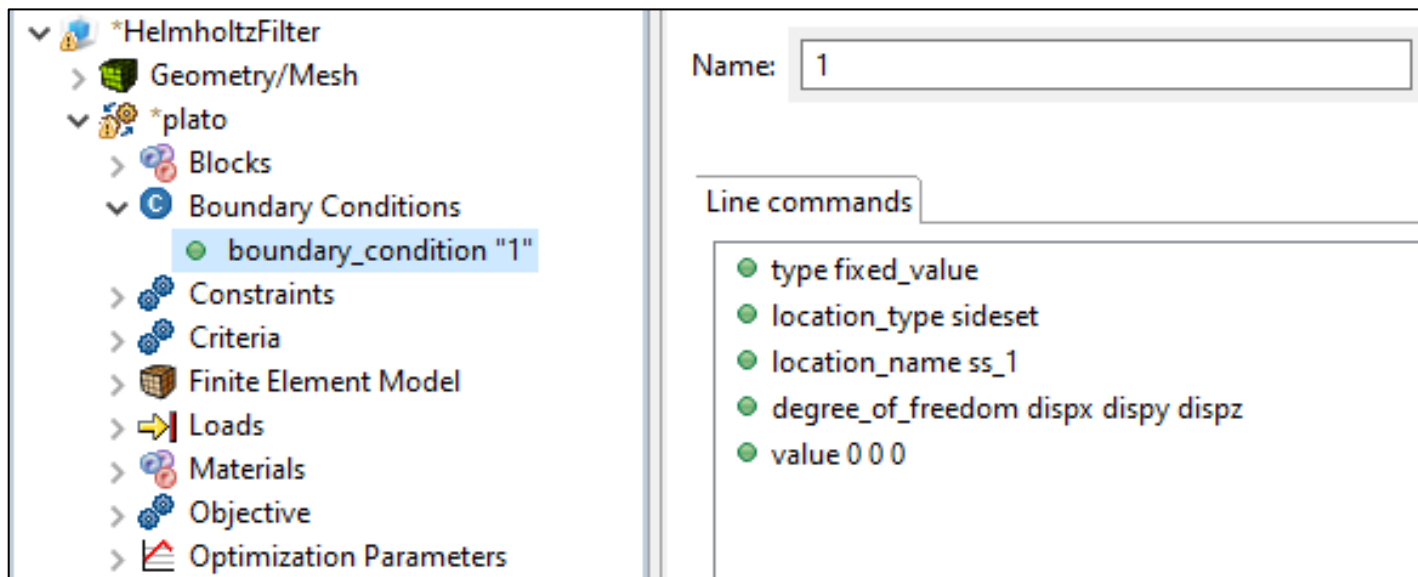 *HelmholtzFilter
Geometry/Mesh
*plato
Blocks
Boundary Conditions
boundary_condition "1"
Constraints
Criteria
Finite Element Model
Loads
Materials
Objective
Optimization Parameters
Name: 1
Line commands
type fixed_value
location_type sideset
location_name ss_1
degree_of_freedom dispx dispy dispz
value 0 0 0